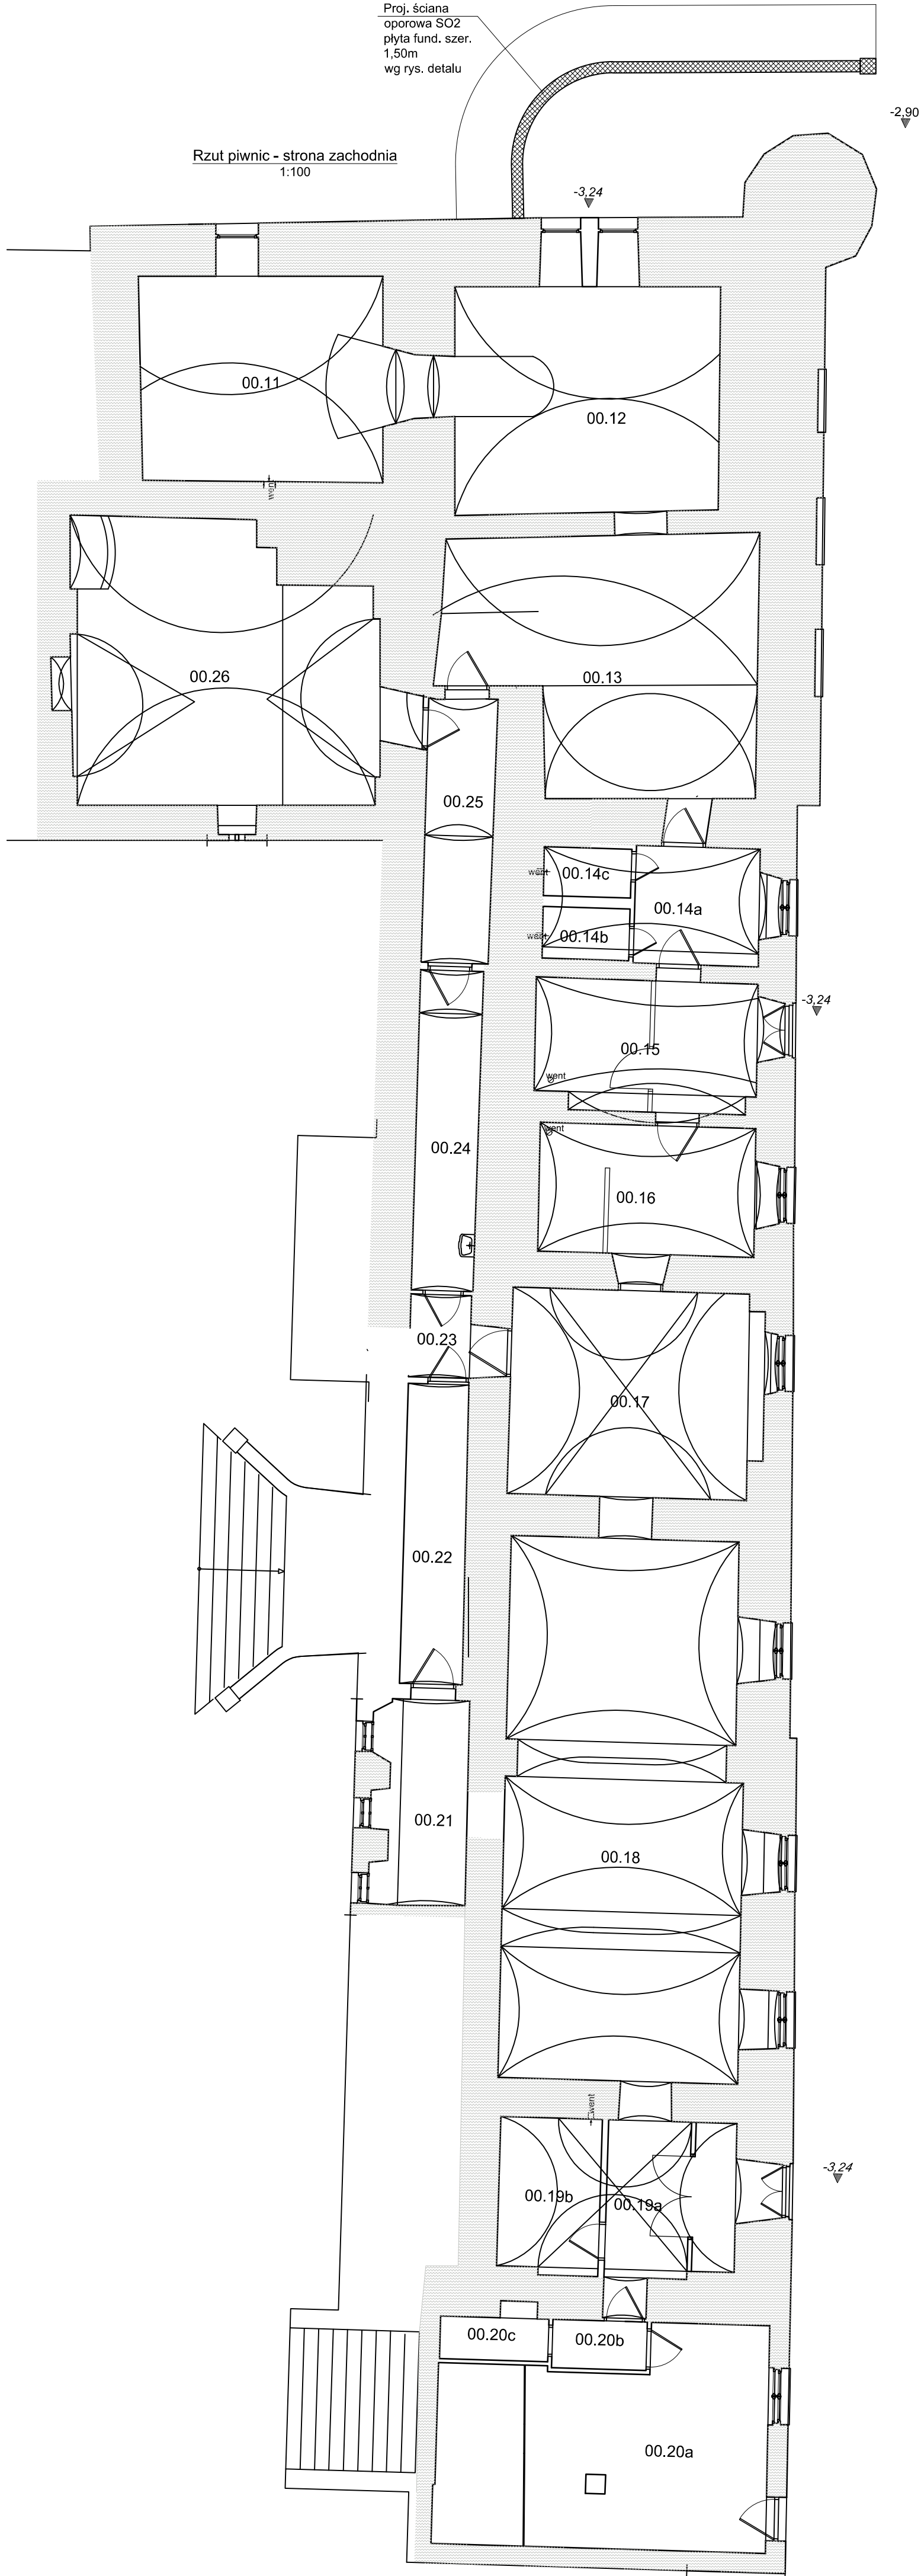 Proj. ściana
oporowa SO2
płyta fund. szer.
1,50m
wg rys. detalu
-2,90
Rzut piwnic - strona zachodnia
1:100
-3,24
00.11
00.12
went
00.26
00.13
00.25
went
00.14c
00.14a
went
00.14b
-3,24
00.15
went
went
00.24
00.16
00.23
00.17
00.22
00.21
00.18
went
-3,24
00.19b
00.19a
00.20c
00.20b
00.20a